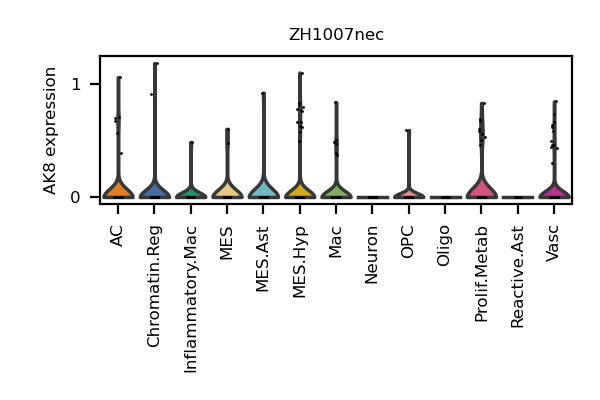 ZH1007nec
AK8 expression
1
0
AC
Chromatin.Reg
Inflammatory.Mac
MES
MES.Ast
MES.Hyp
Mac
Neuron
OPC
Oligo
Prolif.Metab
Reactive.Ast
Vasc